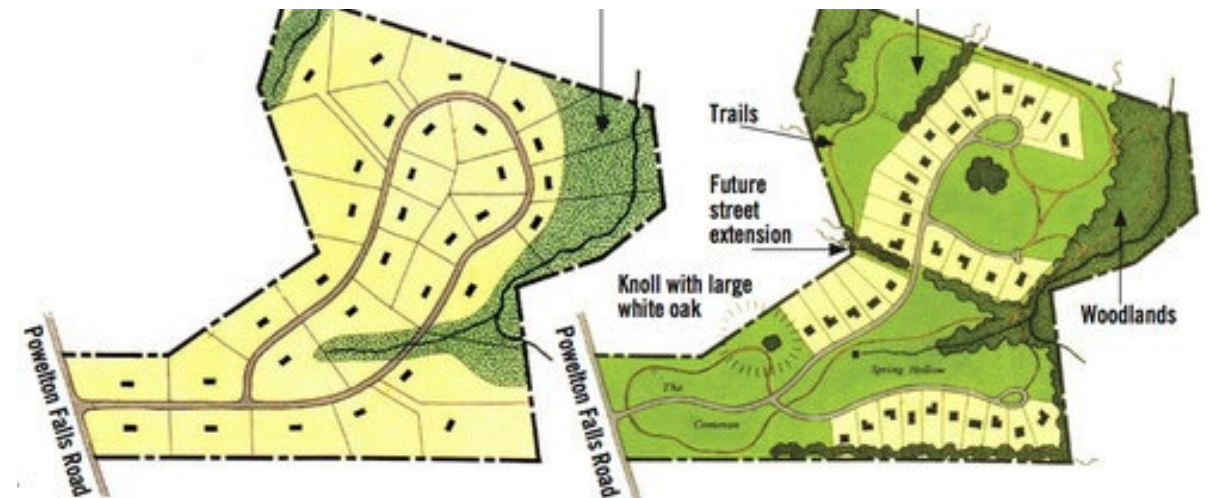 Powelton Falls Road
Trails
Future
street
extension
Knoll with large
white oak
Woodlands
Spring Hollow
The
Common
Powelton Falls Road